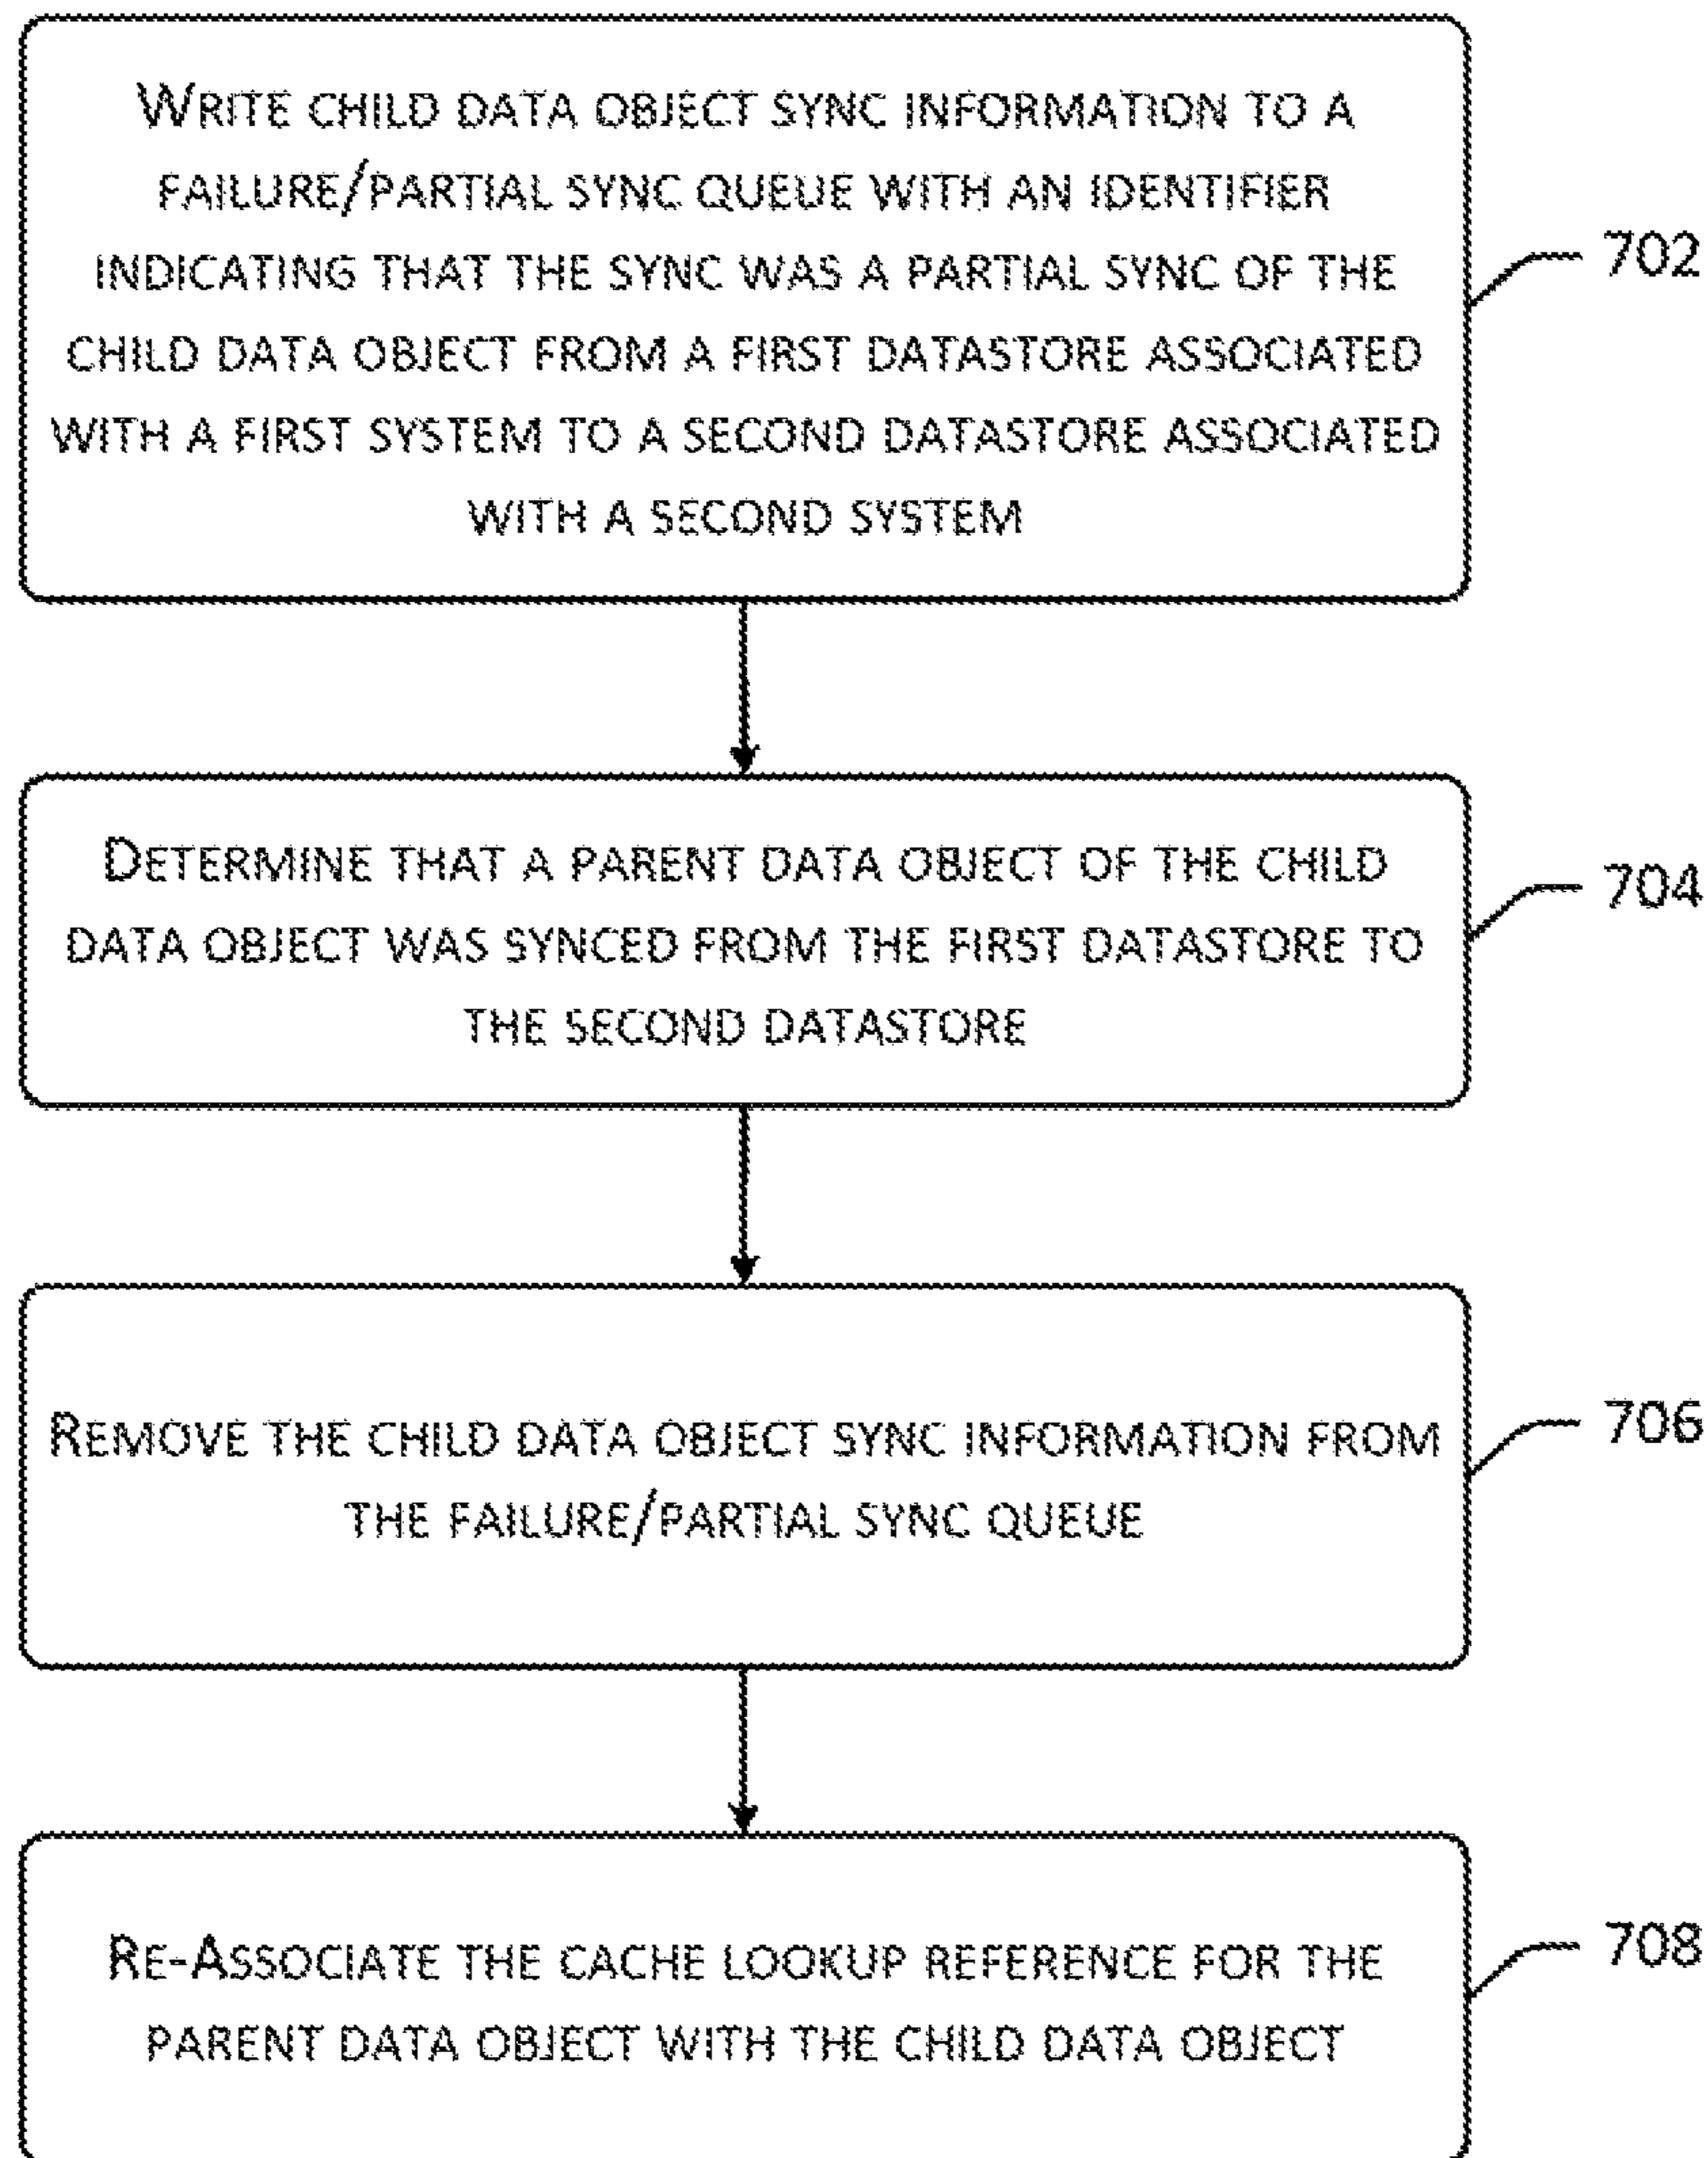 WRITE CHILD DATA OBJECT SYNC INFORMATION TO A
FAILURE/PARTIAL SYNC QUEUE WITH AN IDENTIFIER
INDICATING THAT THE SYNC WAS A PARTIAL SYNC OF THE
CHILD DATA OBJECT FROM A FIRST DATASTORE ASSOCIATED
WITH A FIRST SYSTEM TO A SECOND DATASTORE ASSOCIATED
WITH A SECOND SYSTEM
702
DETERMINE THAT A PARENT DATA OBJECT OF THE CHILD
DATA OBJECT WAS SYNCED FROM THE FIRST DATASTORE TO
THE SECOND DATASTORE
704
REMOVE THE CHILD DATA OBJECT SYNC INFORMATION FROM
THE FAILURE/PARTIAL SYNC QUEUE
706
RE-ASSOCIATE THE CACHE LOOKUP REFERENCE FOR THE
PARENT DATA OBJECT WITH THE CHILD DATA OBJECT
708